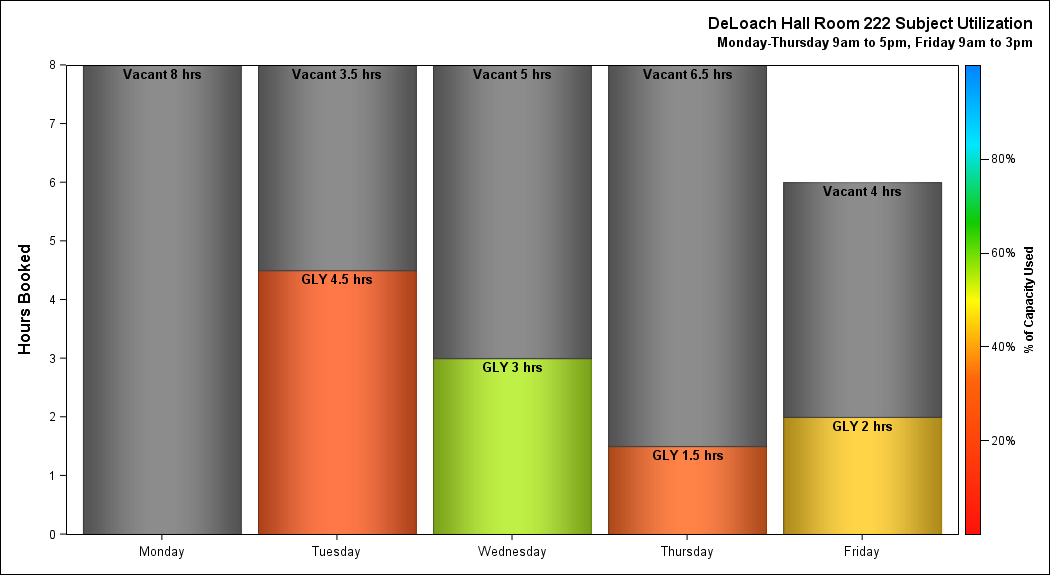 DeLoach Hall Room 222 Subject Utilization
Monday-Thursday 9am to 5pm, Friday 9am to 3pm
Hours Booked
8
7
6
5
4
3
2
1
0
Vacant 8 hrs
Vacant 3.5 hrs
GLY 4.5 hrs
Vacant 5 hrs
GLY 3 hrs
Vacant 6.5 hrs
GLY 1.5 hrs
Vacant 4 hrs
GLY 2 hrs
Monday
Tuesday
Wednesday
Thursday
Friday
80%
60%
40%
20%
% of Capacity Used